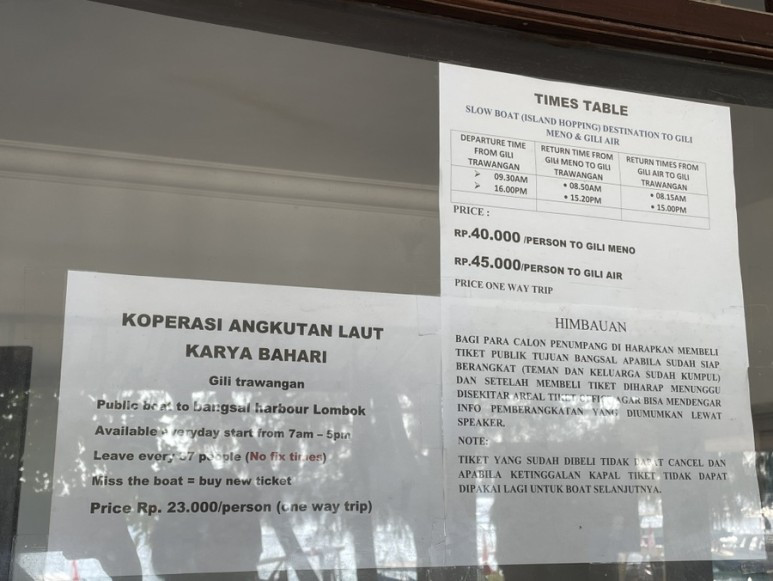 KOPERASI ANGKUTAN LAUT
KARYA BAHARI
Gili trawangan
Public boat to bangsal harbour Lombok
Available everyday start from 7am – 5pm
Leave every 37 people (No fix times)
Miss the boat = buy new ticket
Price Rp. 23.000/person (one way trip)
TIMES TABLE
SLOW BOAT (ISLAND HOPPING) DESTINATION TO GILI
MENO & GILI AIR
DEPARTURE TIME
FROM GILI
TRAWANGAN
➢ 09.30AM
➢ 16.00PM
RETURN TIME FROM
GILI MENO TO GILI
TRAWANGAN
• 08.50AM
• 15.20PM
RETURN TIMES FROM
GILI AIR TO GILI
TRAWANGAN
• 08.15AM
• 15.00PM
PRICE :
RP.40.000 /PERSON TO GILI MENO
RP.45.000/PERSON TO GILI AIR
PRICE ONE WAY TRIP
HIMBAUAN
BAGI PARA CALON PENUMPANG DI HARAPKAN MEMBELI
TIKET PUBLIK TUJUAN BANGSAL APABILA SUDAH SIAP
BERANGKAT (TEMAN DAN KELUARGA SUDAH KUMPUL)
DAN SETELAH MEMBELI TIKET DIHARAP MENUNGGU
DISEKITAR AREAL TIKET AGAR BISA MENDENGAR
INFO PEMBERANGKATAN YANG DIUMUMKAN LEWAT
SPEAKER.
NOTE:
TIKET YANG SUDAH DIBELI TIDAK DAPAT CANCEL DAN
APABILA KETINGGALAN KAPAL TIKET TIDAK DAPAT
DIPAKAI LAGI UNTUK BOAT SELANJUTNYA.